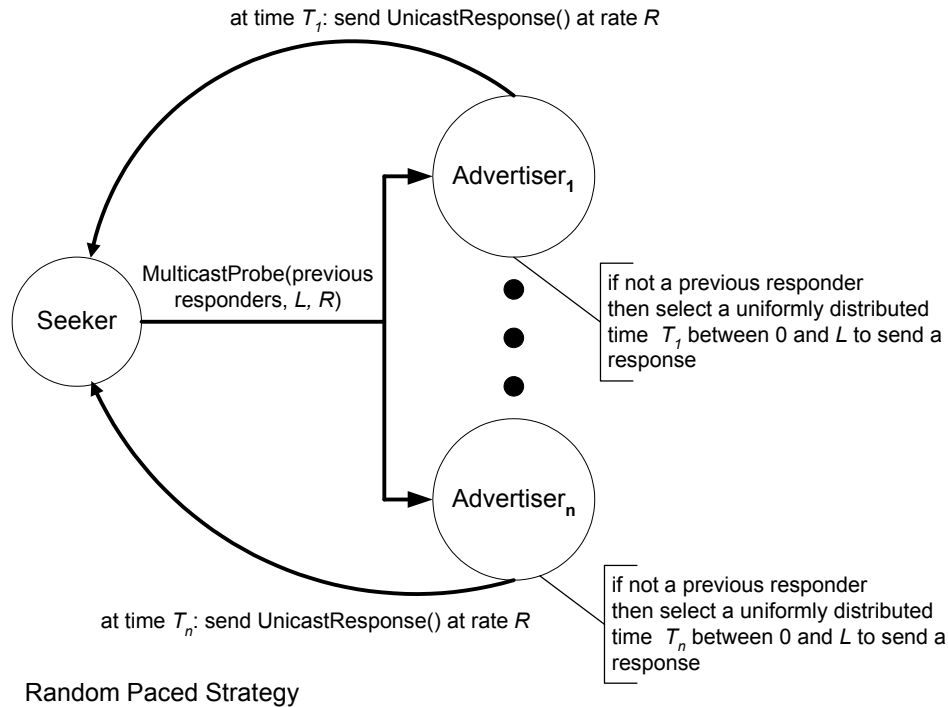 at time T1: send UnicastResponse() at rate R
Advertiser1
MulticastProbe(previous
responders, L, R)
Seeker
if not a previous responder
then select a uniformly distributed
time T1 between 0 and L to send a
response
Advertisern
at time Tn: send UnicastResponse() at rate R
if not a previous responder
then select a uniformly distributed
time Tn between 0 and L to send a
response
Random Paced Strategy